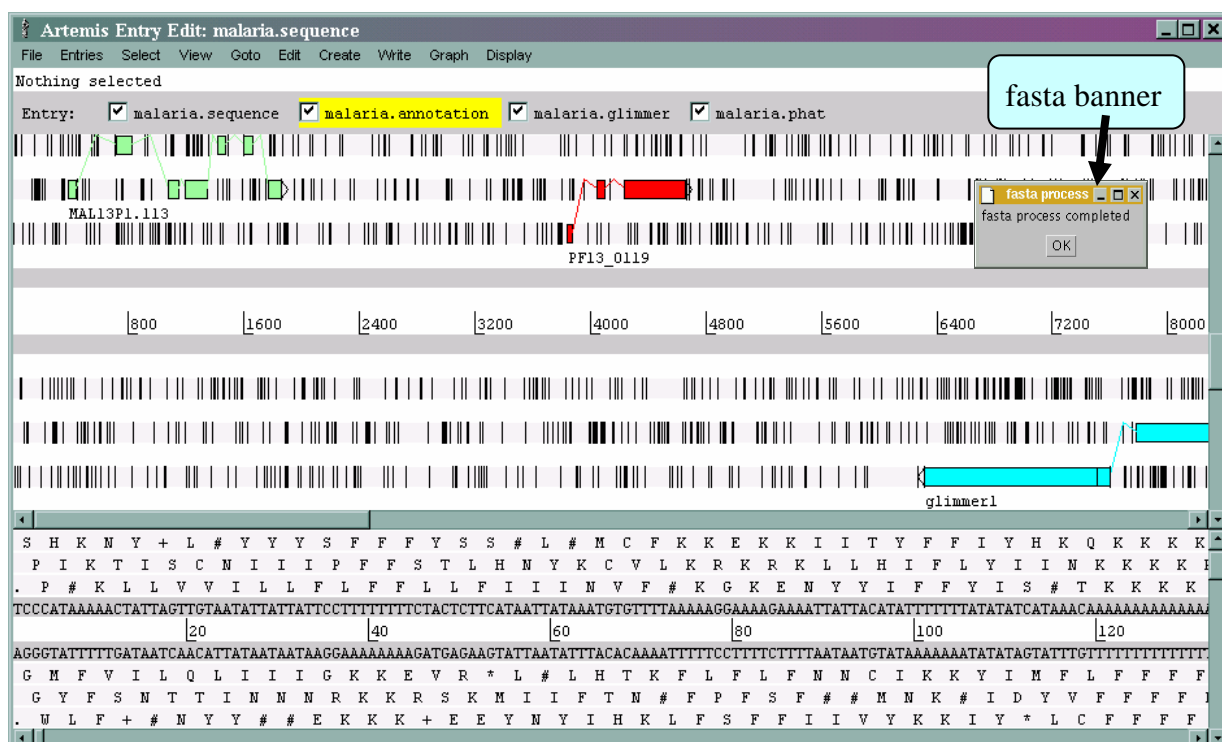 Artemis Entry Edit: malaria.sequence
File Entries Select View Goto Edit Create Write Graph Display
Nothing selected
fasta banner
Entry: malaria.sequence malaria.annotation malaria.glimmer malaria.phat
fasta process
fasta process completed
OK
MAL13P1.113
PF13_0119
800 1600 2400 3200 4000 4800 5600 6400 7200 8000
glimmer1
S H K N Y + L # Y Y Y S F F F Y S S # L # M C F K K E K K I I T Y F F I Y H K Q K K K K
P I K T I S C N I I I P F F S T L H N Y K C V L K R K R K L L H I F L Y I I N K K K K
. P # K L L V V I L L F L F F L L F I I I N V F # K G K E N Y Y I F F Y I S # T K K K K
20 40 60 80 100 120
G M F V I L Q L I I I G K K E V R * L # L H T K F L F L F N N C I K K Y I M F L F F F F
G Y F S N T T I N N N R K K R S K M I I F T N # F P F S F # # M N K # I D Y V F F F F
. W L F + # N Y Y # # E K K K + E E Y N Y I H K L F S F F I I V Y K K I Y * L C F F F F